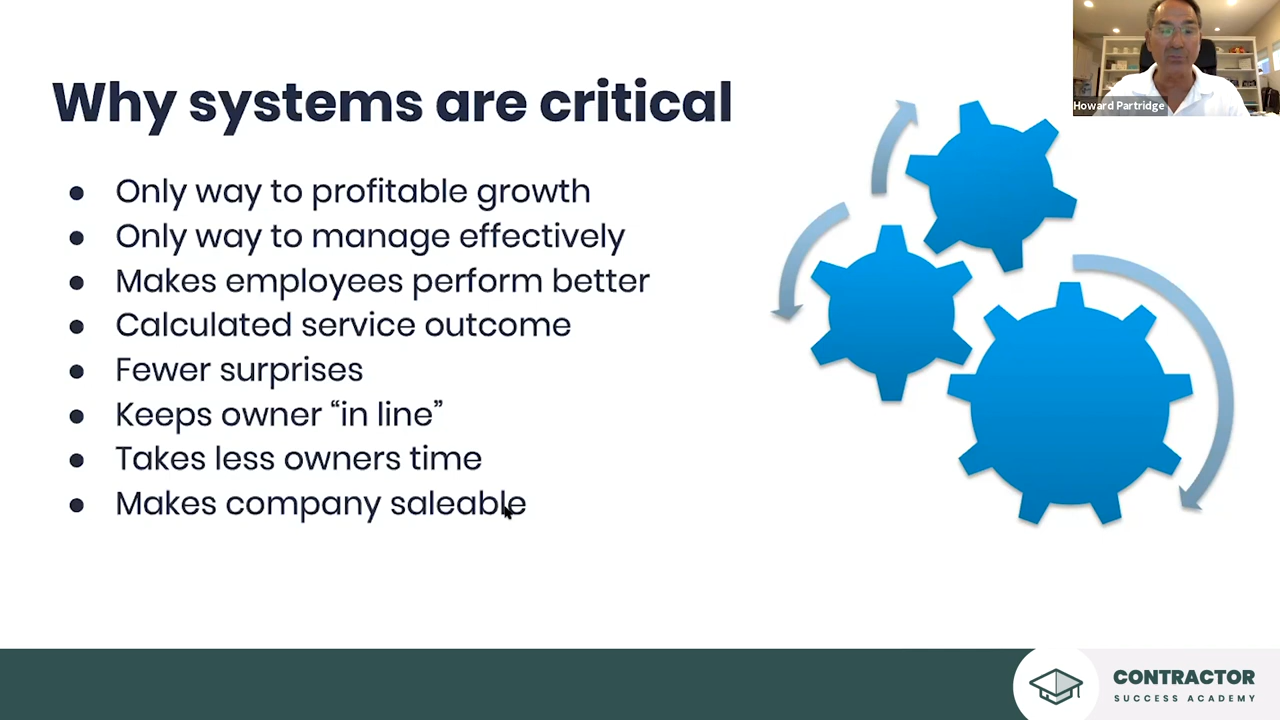 Why systems are critical
● Only way to profitable growth
● Only way to manage effectively
● Makes employees perform better
● Calculated service outcome
● Fewer surprises
● Keeps owner “in line”
● Takes less owners time
● Makes company saleable
Howard Partridge
CONTRACTOR
SUCCESS ACADEMY